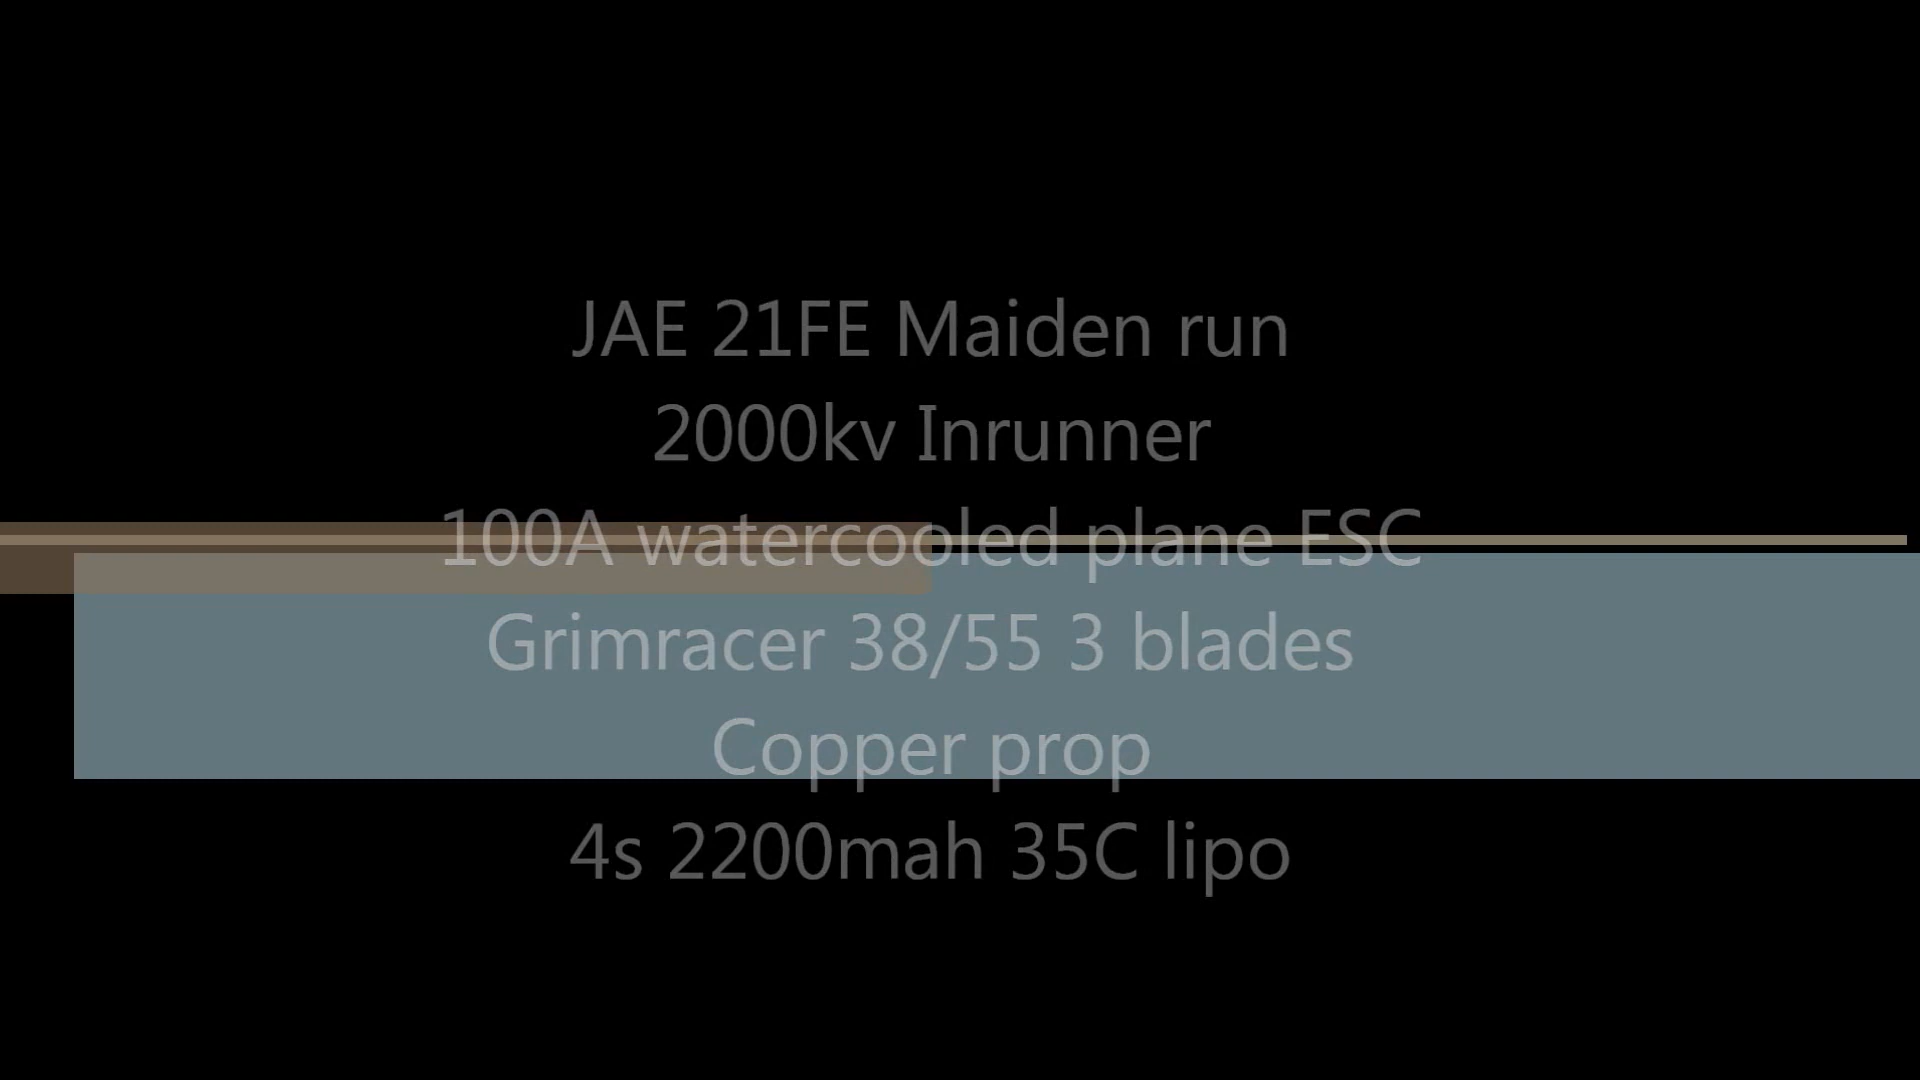 JAE 21FE Maiden run
2000kv Inrunner
100A watercooled plane ESC
Grimracer 38/55 3 blades
Copper prop
4s 2200mah 35C lipo